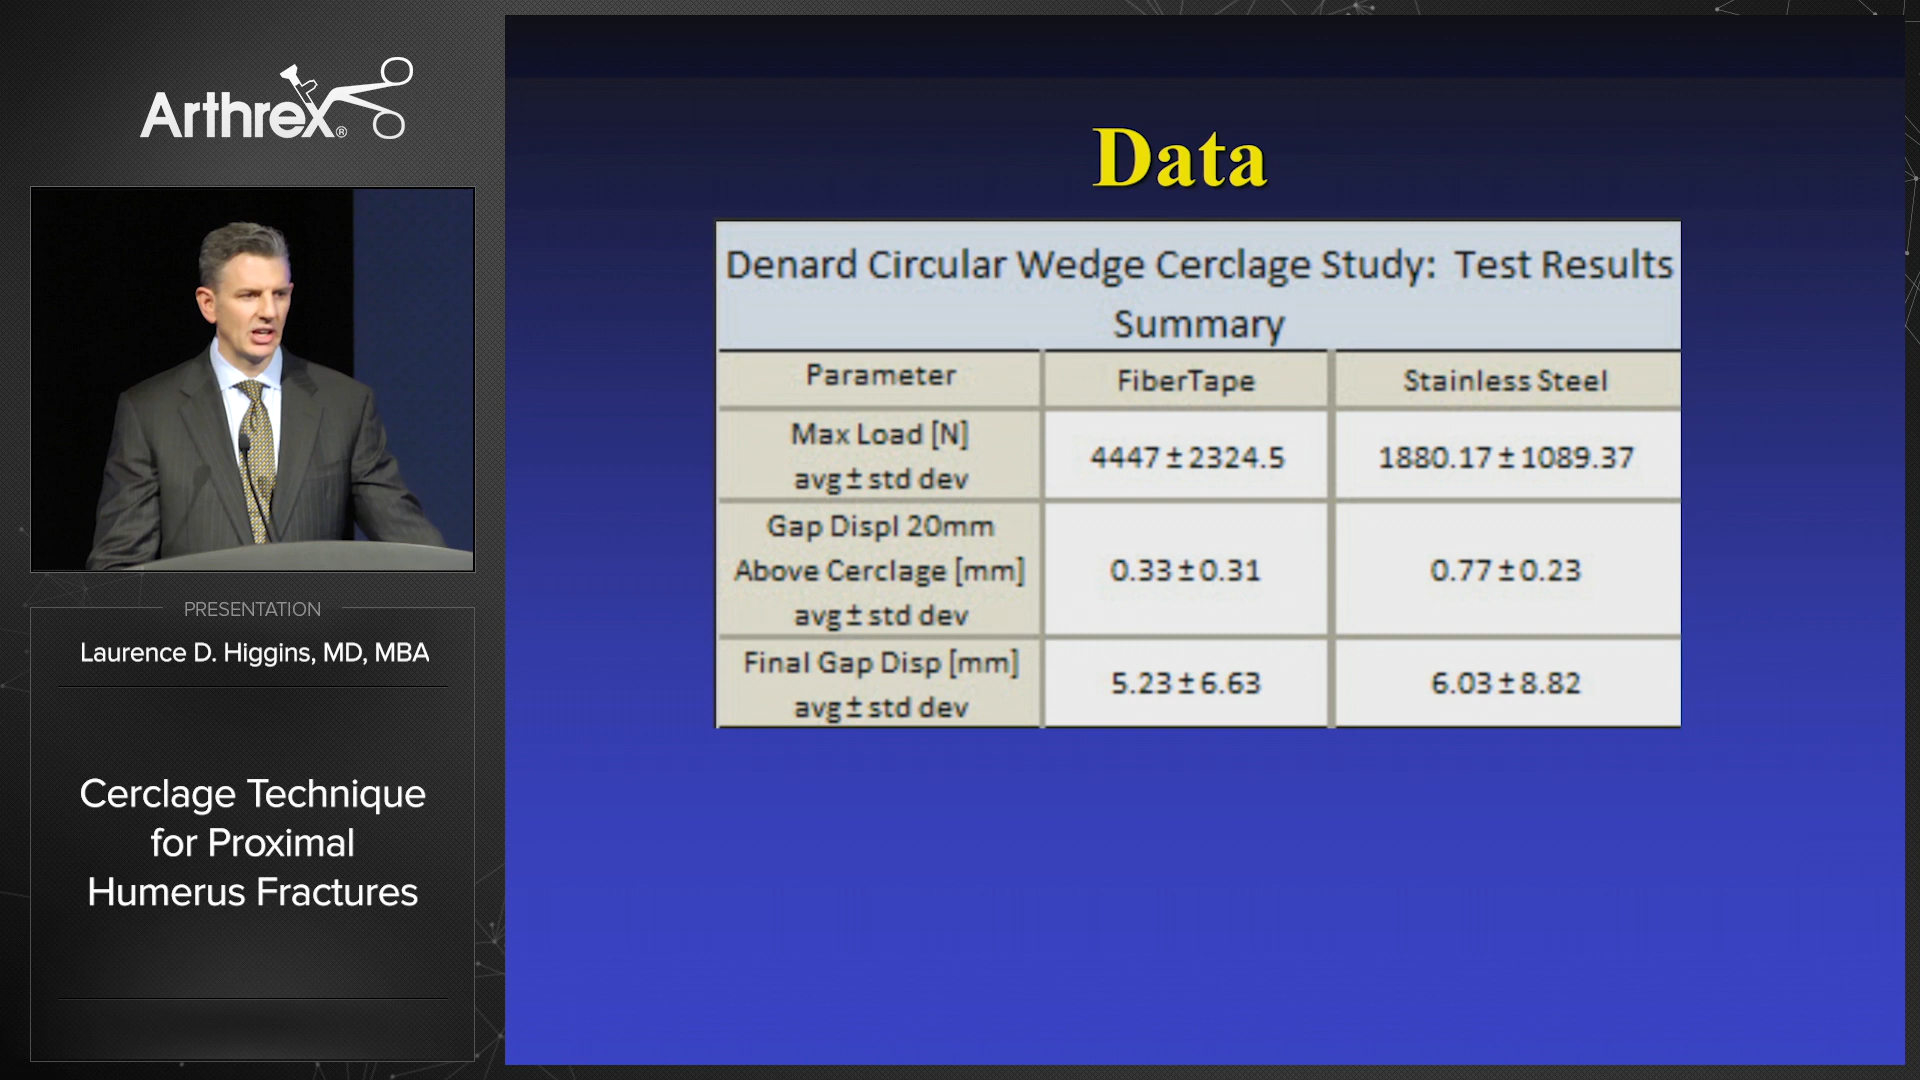 Arthrex®
PRESENTATION
Laurence D. Higgins, MD, MBA
Cerclage Technique
for Proximal
Humerus Fractures
Data
Denard Circular Wedge Cerclage Study: Test Results
Summary
Parameter
FiberTape
Stainless Steel
Max Load [N]
avg ± std dev
4447 ± 2324.5
1880.17 ± 1089.37
Gap Displ 20mm
Above Cerclage [mm]
avg ± std dev
0.33 ± 0.31
0.77 ± 0.23
Final Gap Disp [mm]
avg ± std dev
5.23 ± 6.63
6.03 ± 8.82